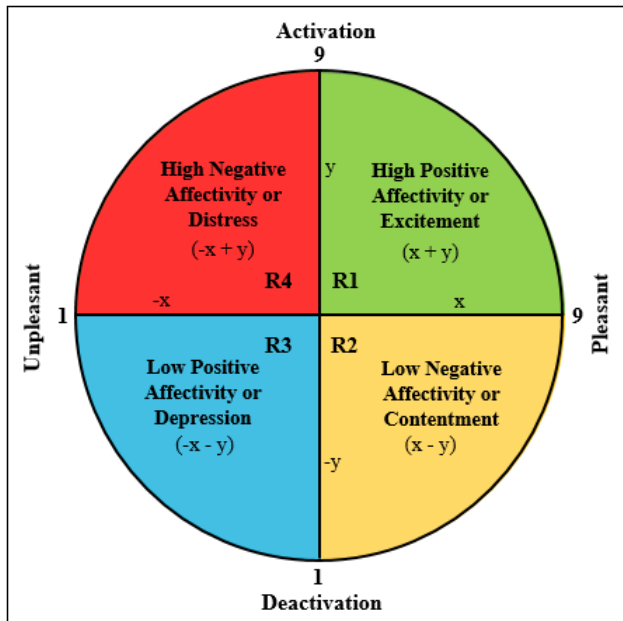 Activation
9
High Negative
Affectivity or
Distress
(-x + y)
R4
-x
y
High Positive
Affectivity or
Excitement
(x + y)
R1
x
Unpleasant
1
9
Pleasant
R3
Low Positive
Affectivity or
Depression
(-x - y)
R2
Low Negative
Affectivity or
Contentment
(x - y)
-y
1
Deactivation